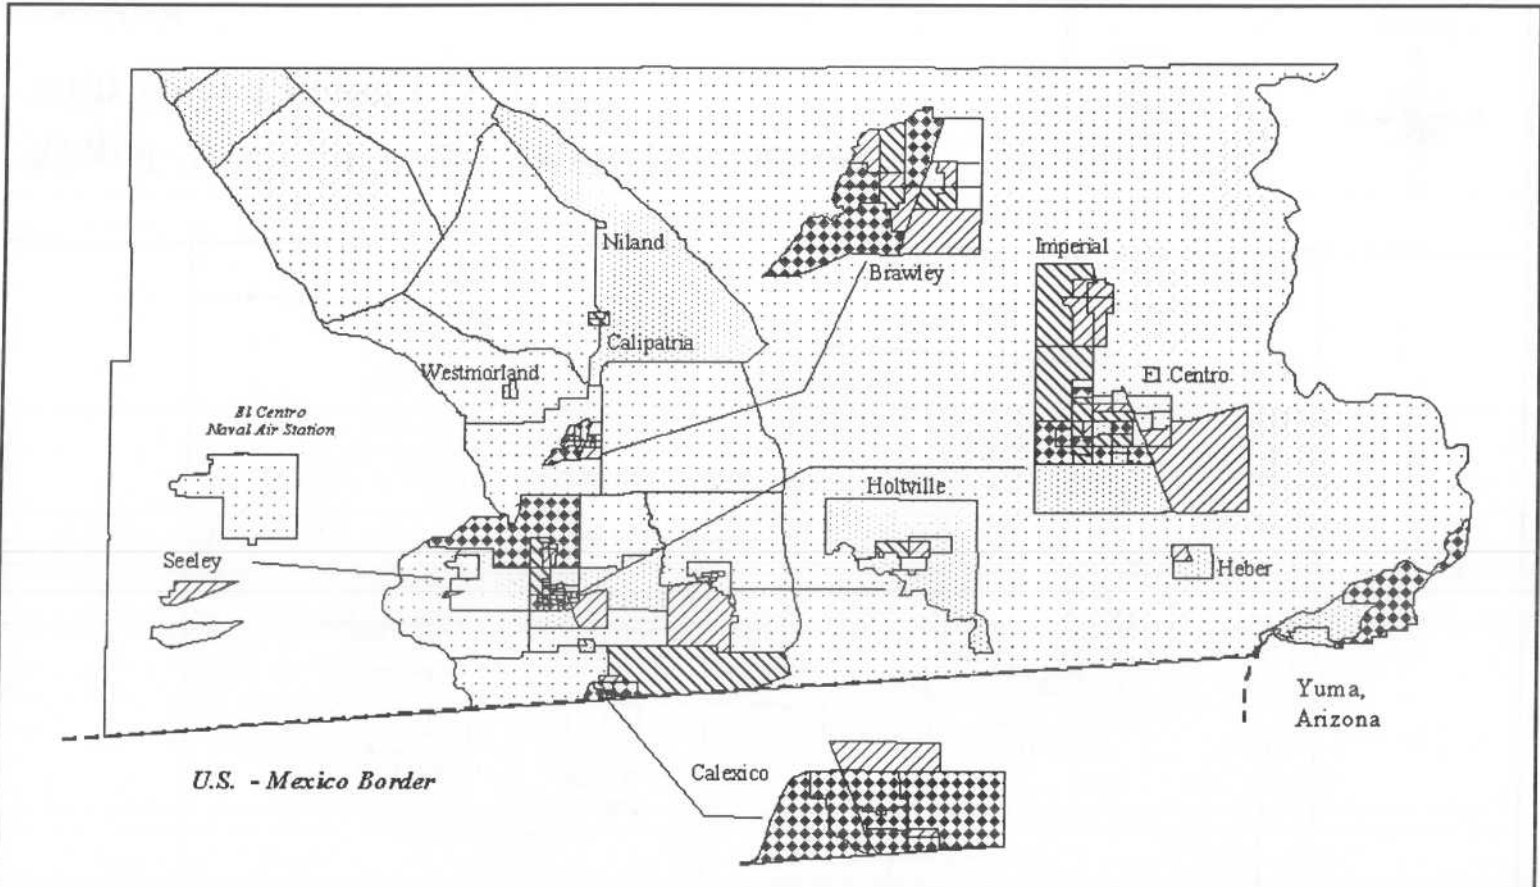 Niland
Brawley
Imperial
Calipatria
Westmorland
El Centro
El Centro
Naval Air Station
Holtville
Seeley
Heber
Yuma,
Arizona
Calexico
U.S. - Mexico Border